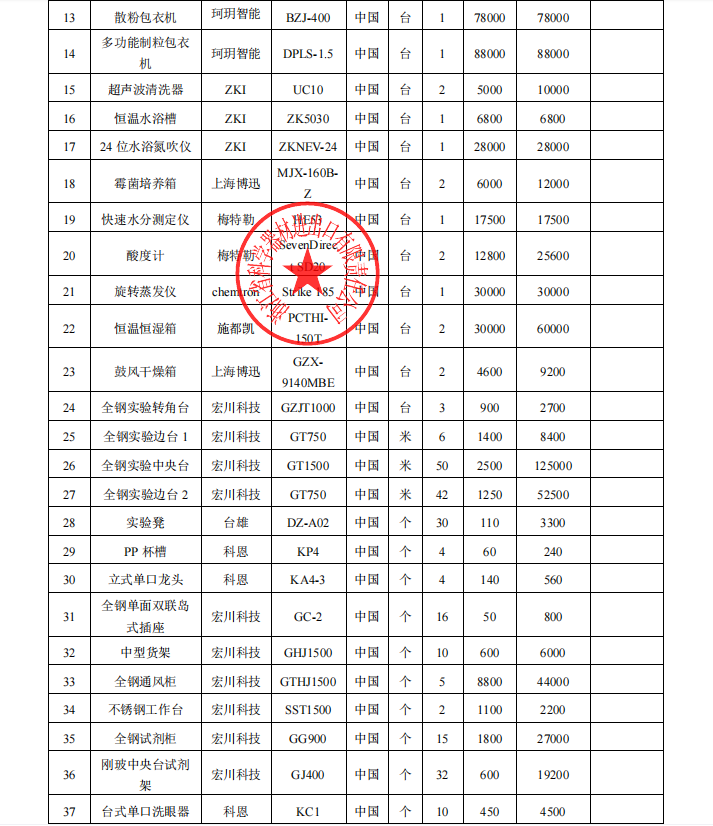 13 散粉包衣机 珂玥智能 BZJ-400 中国 台 1 78000 78000
14 多功能制粒包衣机 珂玥智能 DPLS-1.5 中国 台 1 88000 88000
15 超声波清洗器 ZKI UC10 中国 台 2 5000 10000
16 恒温水浴槽 ZKI ZK5030 中国 台 1 6800 6800
17 24 位水浴氮吹仪 ZKI ZKNEV-24 中国 台 1 28000 28000
18 霉菌培养箱 上海博迅 MJX-160B-Z 中国 台 2 6000 12000
19 快速水分测定仪 梅特勒 HE53 中国 台 1 17500 17500
20 酸度计 梅特勒 SevenDirect SD20 中国 台 2 12800 25600
21 旋转蒸发仪 chemtron Strike 185 中国 台 1 30000 30000
22 恒温恒湿箱 施都凯 PCTHI-150T 中国 台 2 30000 60000
23 鼓风干燥箱 上海博迅 GZX-9140MBE 中国 台 2 4600 9200
24 全钢实验转角台 宏川科技 GZJT1000 中国 台 3 900 2700
25 全钢实验边台 1 宏川科技 GT750 中国 米 6 1400 8400
26 全钢实验中央台 宏川科技 GT1500 中国 米 50 2500 125000
27 全钢实验边台 2 宏川科技 GT750 中国 米 42 1250 52500
28 实验凳 台雄 DZ-A02 中国 个 30 110 3300
29 PP 杯槽 科恩 KP4 中国 个 4 60 240
30 立式单口龙头 科恩 KA4-3 中国 个 4 140 560
31 全钢单面双联岛式插座 宏川科技 GC-2 中国 个 16 50 800
32 中型货架 宏川科技 GHJ1500 中国 个 10 600 6000
33 全钢通风柜 宏川科技 GTHJ1500 中国 个 5 8800 44000
34 不锈钢工作台 宏川科技 SST1500 中国 个 2 1100 2200
35 全钢试剂柜 宏川科技 GG900 中国 个 15 1800 27000
36 刚玻中央台试剂架 宏川科技 GJ400 中国 个 32 600 19200
37 台式单口洗眼器 科恩 KC1 中国 个 10 450 4500
浙江省科学器材进出口有限责任公司